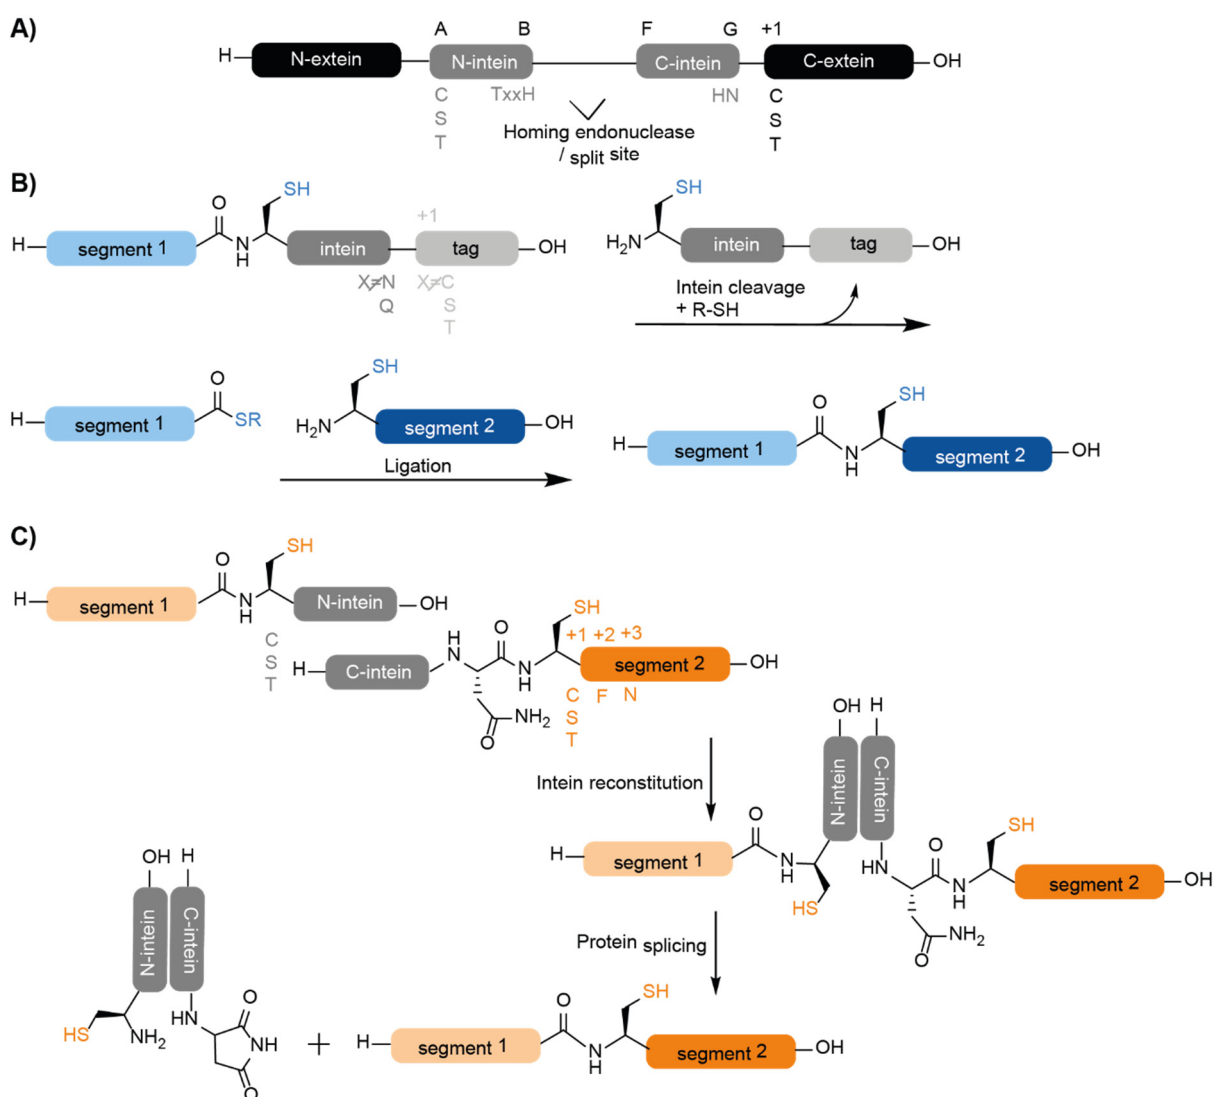 A)
A B F G +1
H N-extein N-intein C-intein C-extein OH
C TxxH HN C
S S
T T
Homing endonuclease
/ split site
B)
SH SH
O
+1
H segment 1 N intein tag OH H2N intein tag OH
H
X≠N X≠C
Q S
T
Intein cleavage
+ R-SH
SH SH
O O
H segment 1 SR H2N segment 2 OH H segment 1 N segment 2 OH
H
Ligation
C)
SH
O
H segment 1 N N-intein OH
H
C
S
T
SH
H O +1 +2 +3
H C-intein N N segment 2 OH
H
NH2 C F N
O S
T
OH H
Intein reconstitution
N-intein C-intein
O SH
H segment 1 N HN O N segment 2 OH
H H
HS
NH2
O
OH H
Protein splicing
N-intein C-intein
HS NH2 HN O
NH
O
+
O SH
H segment 1 N segment 2 OH
H